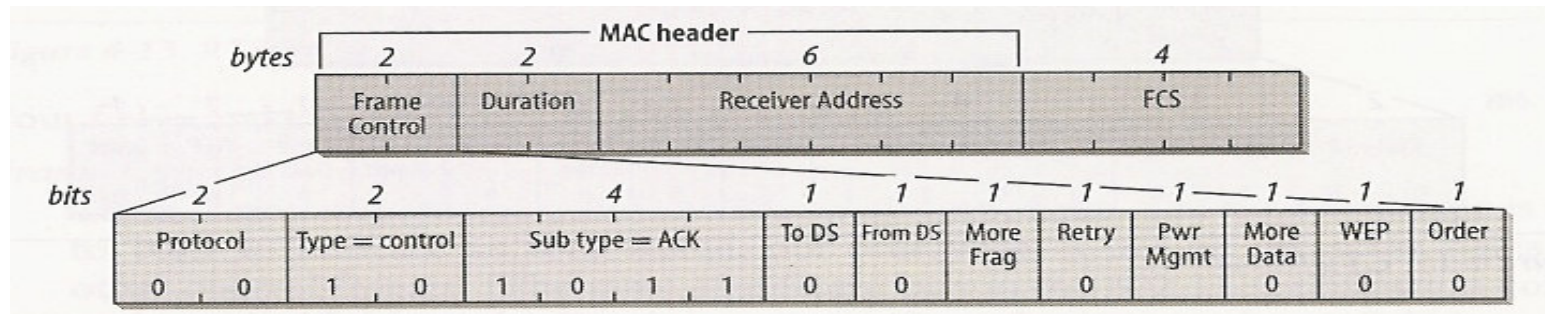 MAC header
bytes 2 2 6 4
Frame Control Duration Receiver Address FCS
bits 2 2 4 1 1 1 1 1 1 1 1
Protocol Type = control Sub type = ACK To DS From DS More Frag Retry Pwr Mgmt More Data WEP Order
0 0 1 0 1 0 1 1 0 0 0 0 0 0